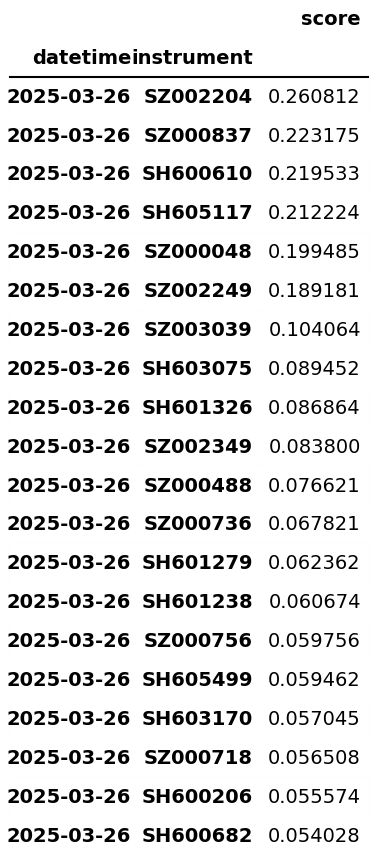 score
datetime instrument
2025-03-26 SZ002204 0.260812
2025-03-26 SZ000837 0.223175
2025-03-26 SH600610 0.219533
2025-03-26 SH605117 0.212224
2025-03-26 SZ000048 0.199485
2025-03-26 SZ002249 0.189181
2025-03-26 SZ003039 0.104064
2025-03-26 SH603075 0.089452
2025-03-26 SH601326 0.086864
2025-03-26 SZ002349 0.083800
2025-03-26 SZ000488 0.076621
2025-03-26 SZ000736 0.067821
2025-03-26 SH601279 0.062362
2025-03-26 SH601238 0.060674
2025-03-26 SZ000756 0.059756
2025-03-26 SH605499 0.059462
2025-03-26 SH603170 0.057045
2025-03-26 SZ000718 0.056508
2025-03-26 SH600206 0.055574
2025-03-26 SH600682 0.054028